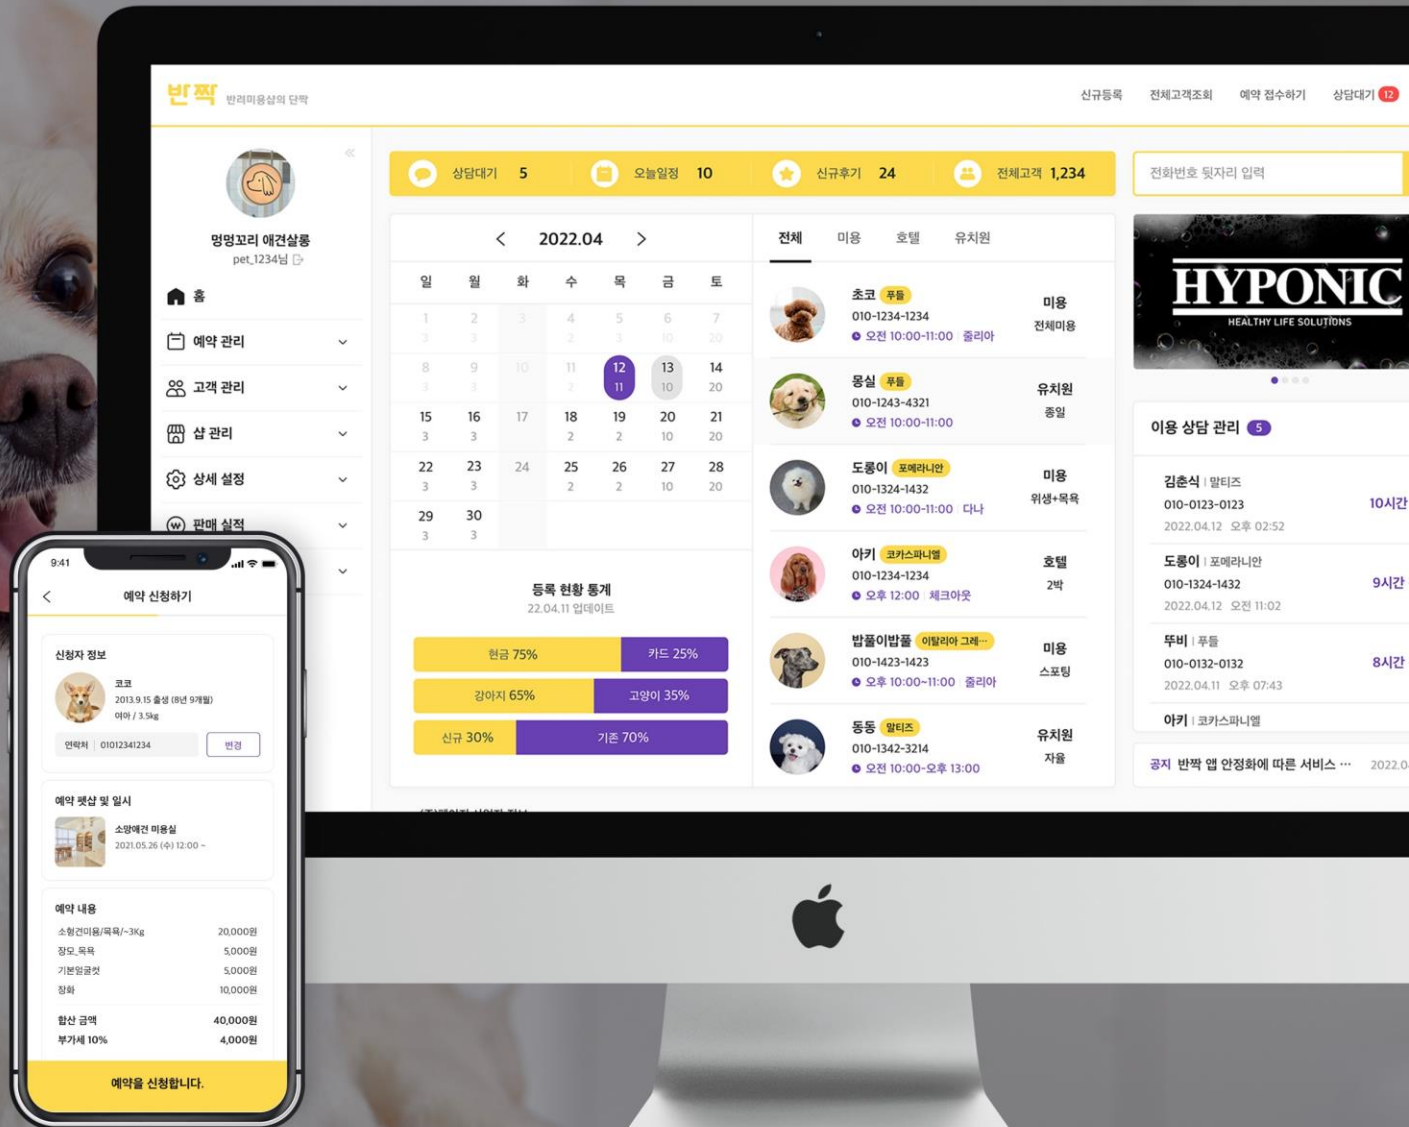 반짝 반려미용샵의 단짝
신규등록 전체고객조회 예약 접수하기 상담대기 12
멍멍꼬리 애견살롱
pet_1234님
홈
예약 관리
고객 관리
샵 관리
상세 설정
판매 실적
상담대기 5 오늘일정 10 신규후기 24 전체고객 1,234
2022.04
일 월 화 수 목 금 토
1 2 3 4 5 6 7
3 3 2 3 10 20
8 9 10 11 12 13 14
3 3 2 11 10 20
15 16 17 18 19 20 21
3 3 2 2 10 20
22 23 24 25 26 27 28
3 3 2 2 10 20
29 30
3 3
등록 현황 통계
22.04.11 업데이트
현금 75% 카드 25%
강아지 65% 고양이 35%
신규 30% 기존 70%
전체 미용 호텔 유치원
초코 푸들
010-1234-1234
오전 10:00-11:00 줄리아
미용
전체미용
몽실 푸들
010-1243-4321
오전 10:00-11:00
유치원
종일
도롱이 포메라니안
010-1324-1432
오전 10:00-11:00 다나
미용
위생+목욕
아키 코카스파니엘
010-1234-1234
오후 12:00 체크아웃
호텔
2박
밥풀이밥풀 이탈리아 그레…
010-1423-1423
오후 10:00~11:00 줄리아
미용
스포팅
동동 말티즈
010-1342-3214
오전 10:00-오후 13:00
유치원
자율
전화번호 뒷자리 입력
HYPONIC
HEALTHY LIFE SOLUTIONS
이용 상담 관리 5
김춘식 | 말티즈
010-0123-0123 10시간
2022.04.12 오후 02:52
도롱이 | 포메라니안
010-1324-1432 9시간
2022.04.12 오전 11:02
뚜비 | 푸들
010-0132-0132 8시간
2022.04.11 오후 07:43
아키 | 코카스파니엘
공지 반짝 앱 안정화에 따른 서비스 … 2022.0
9:41
예약 신청하기
신청자 정보
코코
2013.9.15 출생 (8년 9개월)
여아 / 3.5kg
연락처 | 01012341234 변경
예약 펫샵 및 일시
소망애견 미용실
2021.05.26 (수) 12:00 ~
예약 내용
소형견미용/목욕/~3Kg 20,000원
장모_목욕 5,000원
기본얼굴컷 5,000원
장화 10,000원
합산 금액 40,000원
부가세 10% 4,000원
예약을 신청합니다.